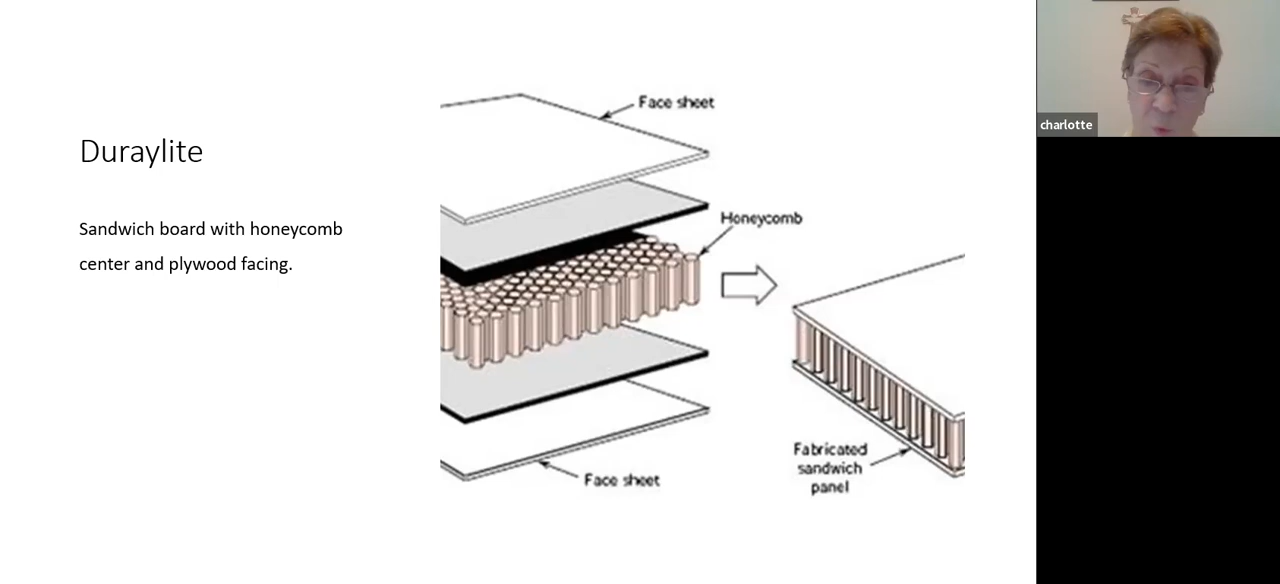 Duraylite
Sandwich board with honeycomb
center and plywood facing.
Face sheet
Honeycomb
Face sheet
Fabricated
sandwich
panel
charlotte